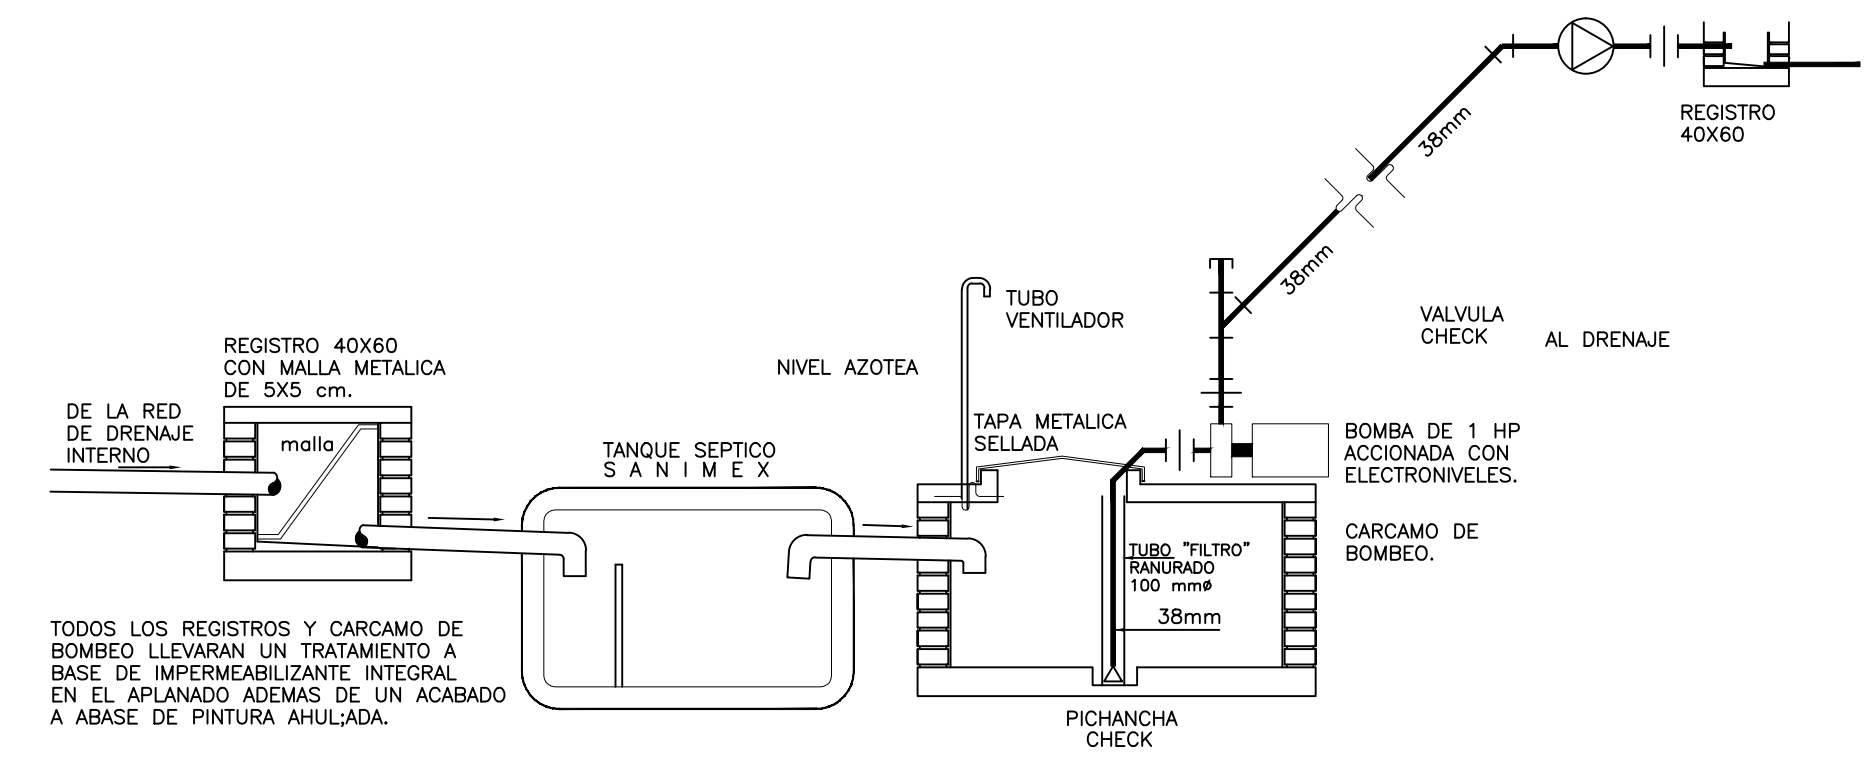 REGISTRO
40X60
38mm
38mm
TUBO
VENTILADOR
VALVULA
CHECK
AL DRENAJE
NIVEL AZOTEA
REGISTRO 40X60
CON MALLA METALICA
DE 5X5 cm.
DE LA RED
DE DRENAJE
INTERNO
malla
TANQUE SEPTICO
S A N I M E X
TAPA METALICA
SELLADA
BOMBA DE 1 HP
ACCIONADA CON
ELECTRONIVELES.
CARCAMO DE
BOMBEO.
TUBO "FILTRO"
RANURADO
100 mmø
38mm
TODOS LOS REGISTROS Y CARCAMO DE
BOMBEO LLEVARAN UN TRATAMIENTO A
BASE DE IMPERMEABILIZANTE INTEGRAL
EN EL APLANADO ADEMAS DE UN ACABADO
A ABASE DE PINTURA AHUL;ADA.
PICHANCHA
CHECK